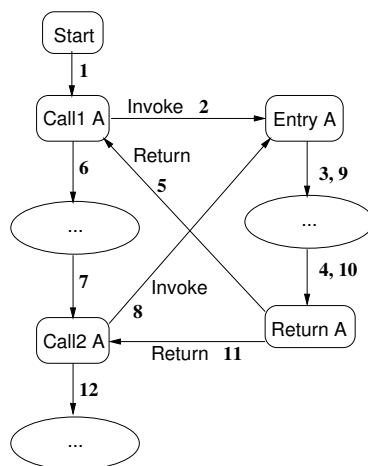 Start
1
Invoke 2
Call1 A
Entry A
6
Return
3, 9
5
...
...
7
4, 10
8
Invoke
Call2 A
Return A
Return 11
12
...